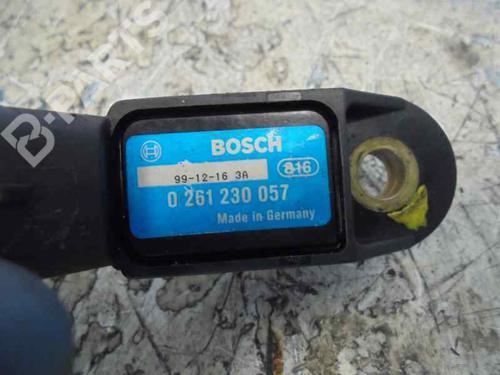 B-PARTS
BOSCH
99-12-16 3A
816
0 261 230 057
Made in Germany